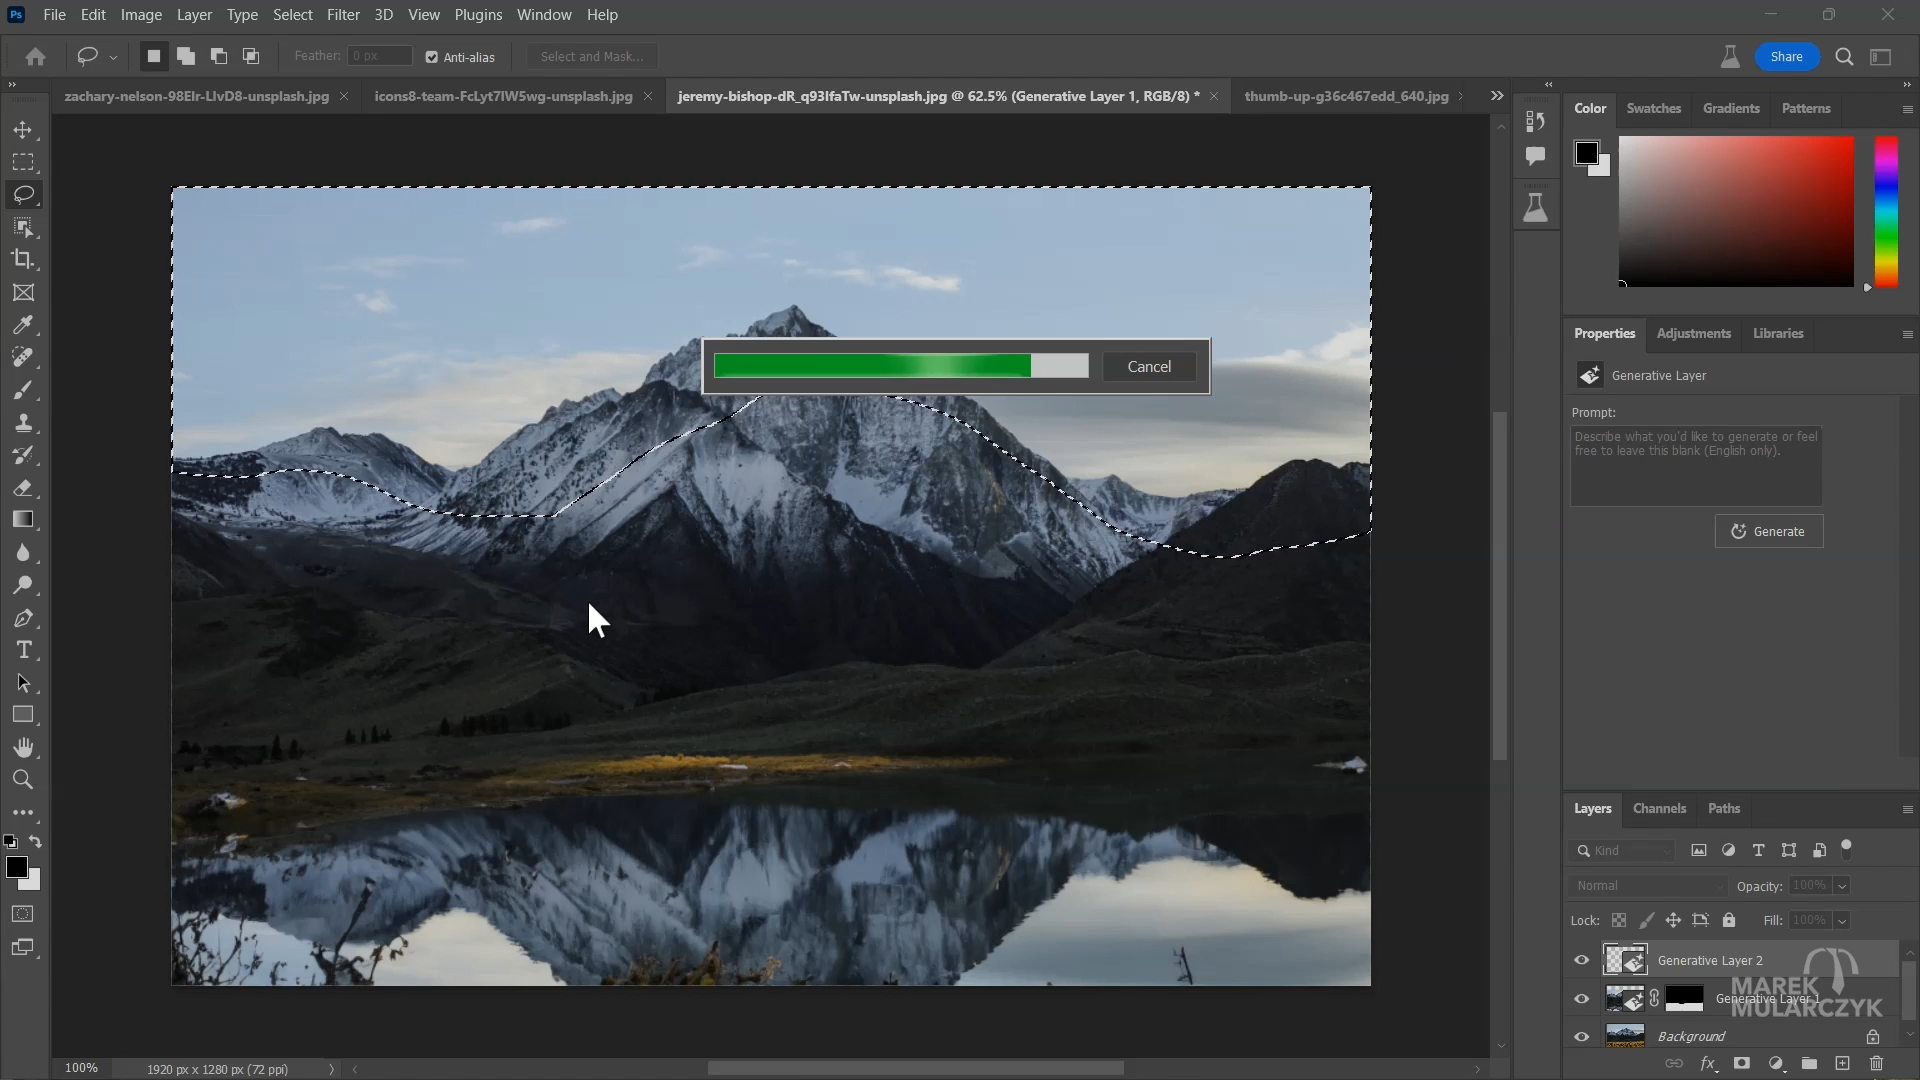 Ps File Edit Image Layer Type Select Filter 3D View Plugins Window Help
Feather: 0 px Anti-alias Select and Mask... Share
zachary-nelson-98Elr-LIvD8-unsplash.jpg icons8-team-FcLyt7lW5wg-unsplash.jpg jeremy-bishop-dR_q93lfaTw-unsplash.jpg @ 62.5% (Generative Layer 1, RGB/8) * thumb-up-g36c467edd_640.jpg
Color Swatches Gradients Patterns
Cancel
Properties Adjustments Libraries
Generative Layer
Prompt:
Describe what you'd like to generate or feel
free to leave this blank (English only).
Generate
Layers Channels Paths
Kind
Normal Opacity: 100%
Lock: Fill: 100%
Generative Layer 2
Generative Layer 1
MAREK
MULARCZYK
Background
100% 1920 px x 1280 px (72 ppi)
fx